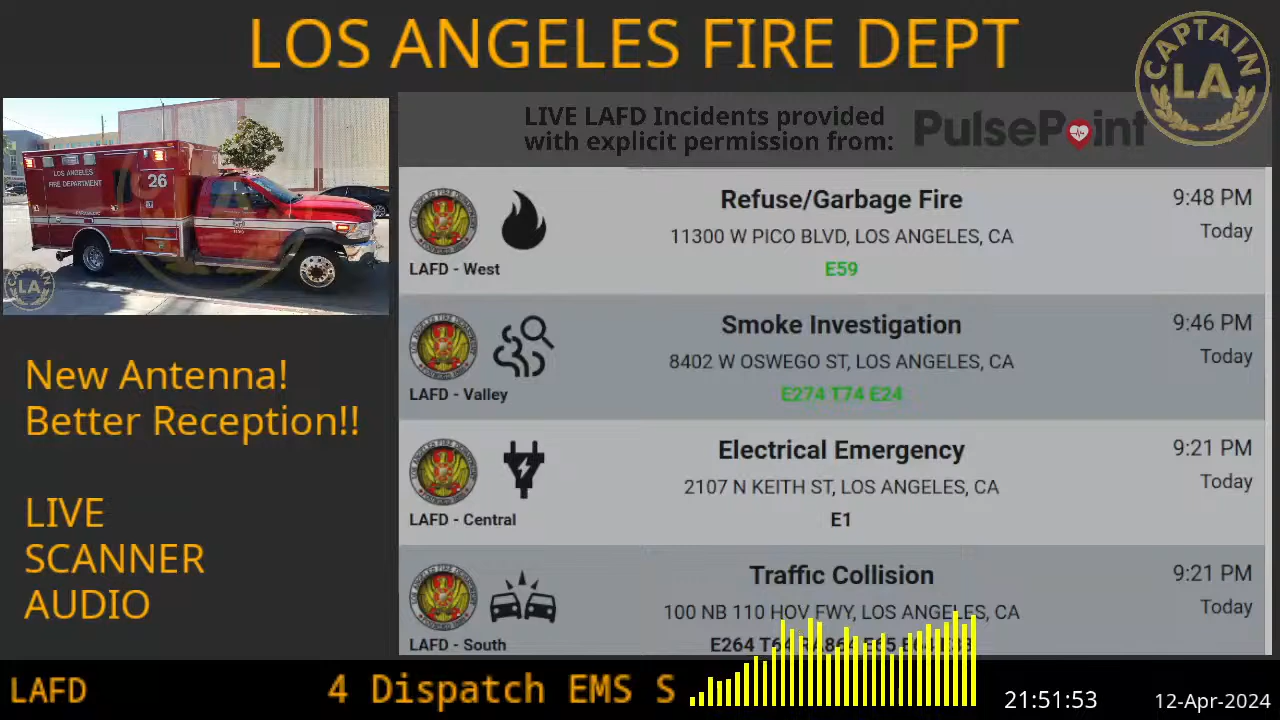 LOS ANGELES FIRE DEPT
CAPTAIN
LA
LIVE LAFD Incidents provided
with explicit permission from:
PulsePoint
LOS ANGELES
FIRE DEPARTMENT
26
LA
Refuse/Garbage Fire
9:48 PM
11300 W PICO BLVD, LOS ANGELES, CA
Today
E59
LAFD - West
Smoke Investigation
9:46 PM
8402 W OSWEGO ST, LOS ANGELES, CA
Today
E274 T74 E24
LAFD - Valley
Electrical Emergency
9:21 PM
2107 N KEITH ST, LOS ANGELES, CA
Today
E1
LAFD - Central
Traffic Collision
9:21 PM
100 NB 110 HOV FWY, LOS ANGELES, CA
Today
E264
LAFD - South
New Antenna!
Better Reception!!
LIVE
SCANNER
AUDIO
LAFD
4 Dispatch EMS S
21:51:53
12-Apr-2024